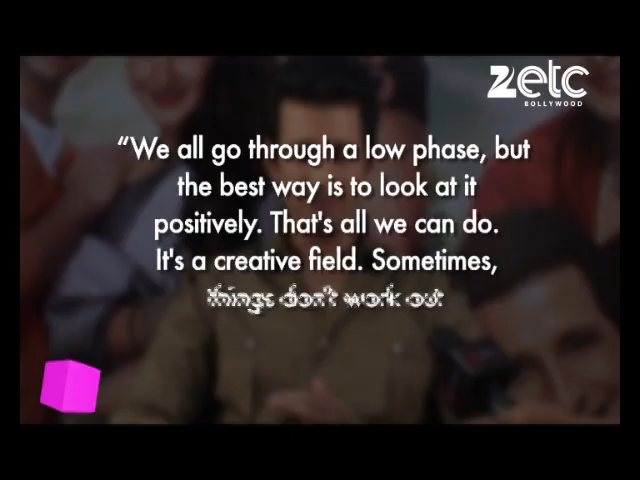 zetc
BOLLYWOOD
“We all go through a low phase, but
the best way is to look at it
positively. That's all we can do.
It's a creative field. Sometimes,
things don't work out